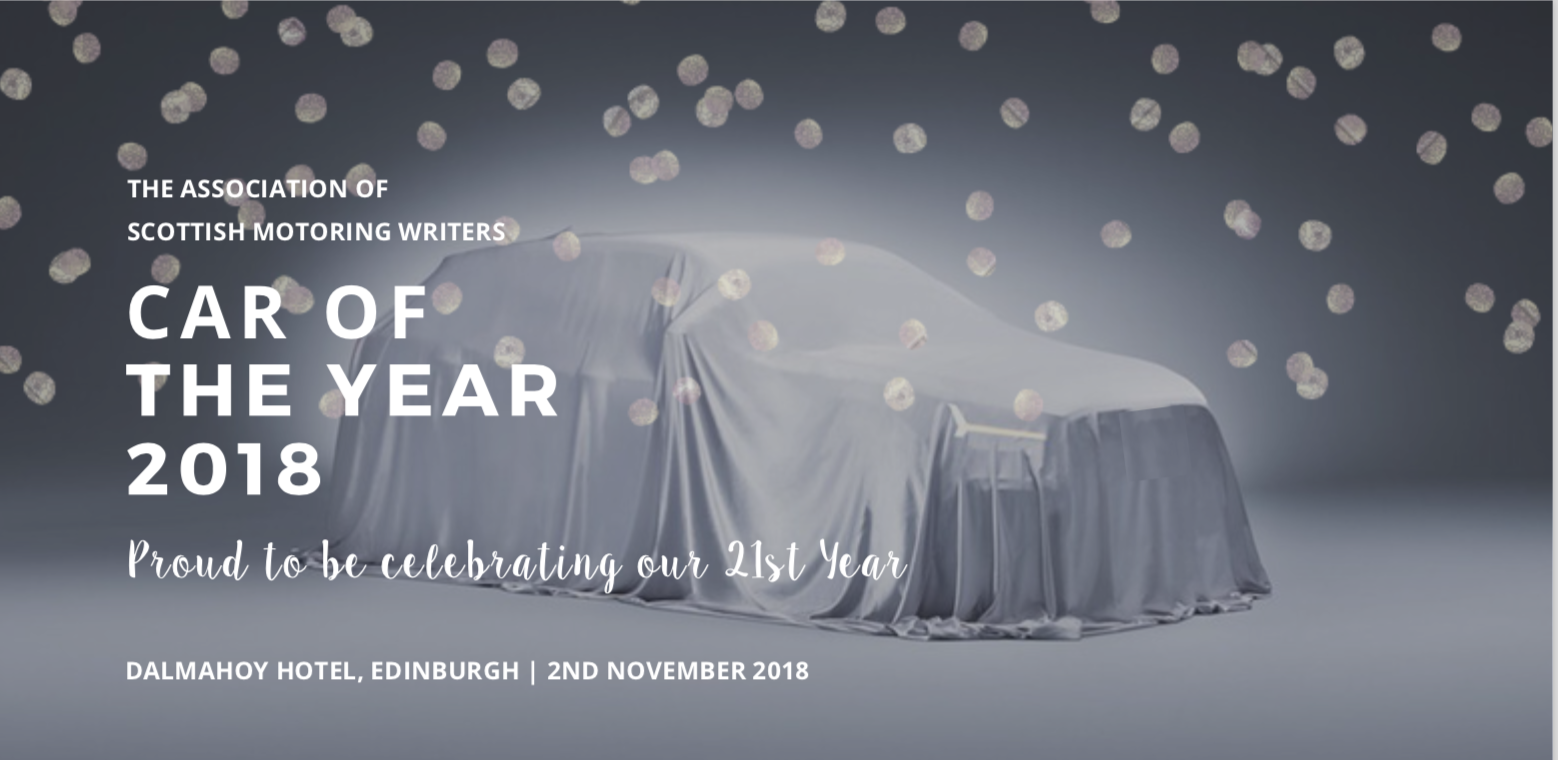 THE ASSOCIATION OF
SCOTTISH MOTORING WRITERS
CAR OF
THE YEAR
2018
Proud to be celebrating our 21st Year
DALMAHOY HOTEL, EDINBURGH | 2ND NOVEMBER 2018